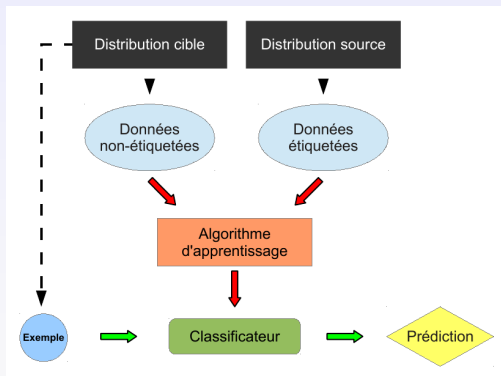 Distribution cible
Distribution source
Données
non-étiquetées
Données
étiquetées
Algorithme
d'apprentissage
Exemple
Classificateur
Prédiction